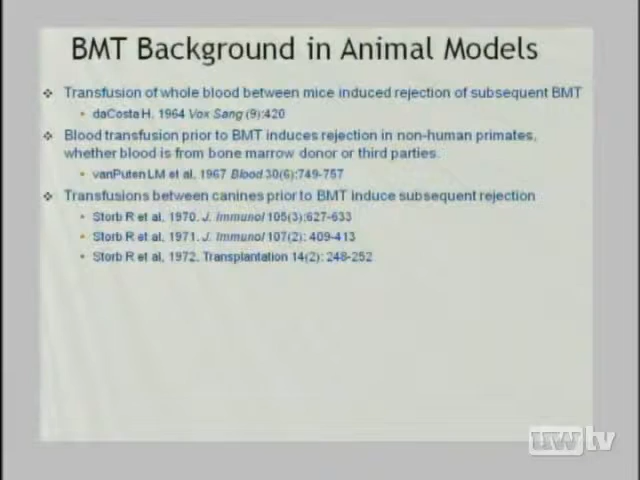 BMT Background in Animal Models
Transfusion of whole blood between mice induced rejection of subsequent BMT
daCosta H. 1964 Vox Sang (9):420
Blood transfusion prior to BMT induces rejection in non-human primates,
whether blood is from bone marrow donor or third parties.
vanPuten LM et al. 1967 Blood 30(6):749-757
Transfusions between canines prior to BMT induce subsequent rejection
Storb R et al, 1970. J. Immunol 105(3):627-633
Storb R et al, 1971. J. Immunol 107(2): 409-413
Storb R et al, 1972. Transplantation 14(2): 248-252
uwtv